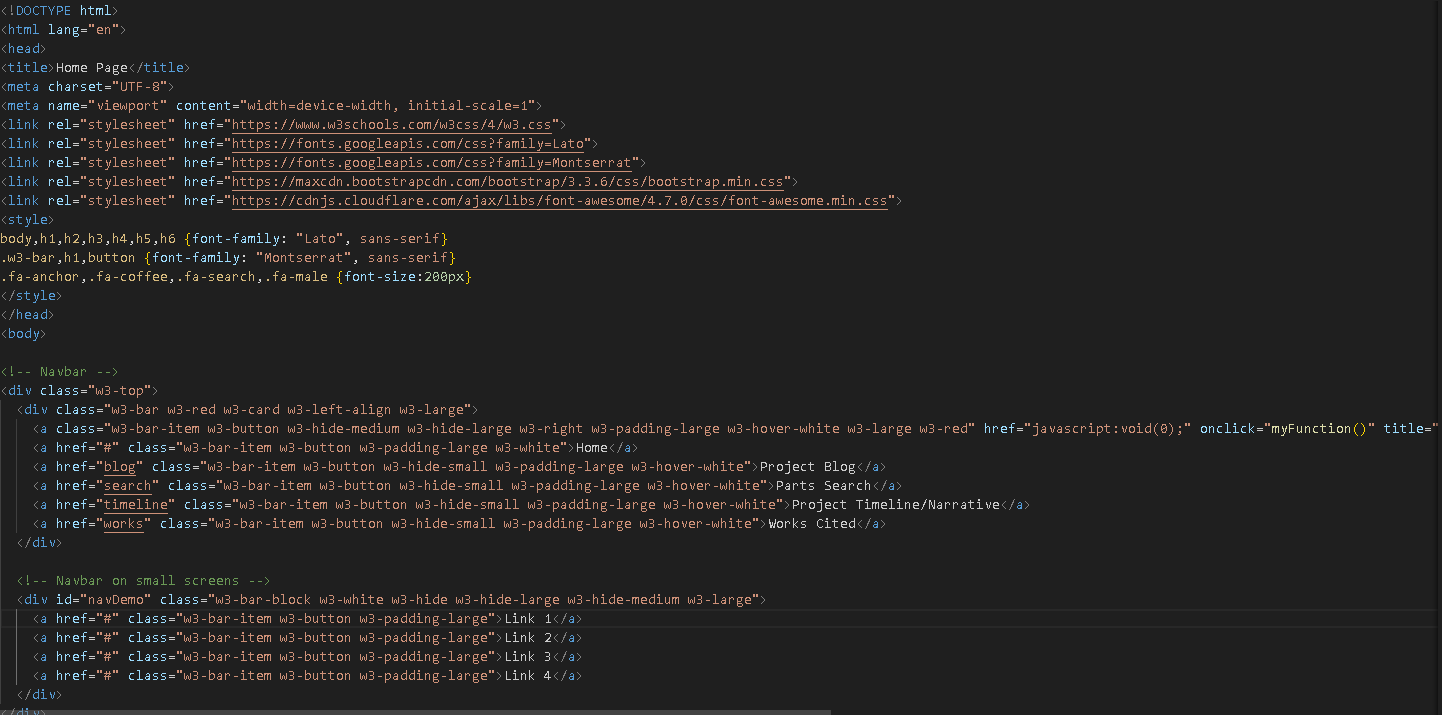 <!DOCTYPE html>
<html lang="en">
<head>
<title>Home Page</title>
<meta charset="UTF-8">
<meta name="viewport" content="width=device-width, initial-scale=1">
<link rel="stylesheet" href="https://www.w3schools.com/w3css/4/w3.css">
<link rel="stylesheet" href="https://fonts.googleapis.com/css?family=Lato">
<link rel="stylesheet" href="https://fonts.googleapis.com/css?family=Montserrat">
<link rel="stylesheet" href="https://maxcdn.bootstrapcdn.com/bootstrap/3.3.6/css/bootstrap.min.css">
<link rel="stylesheet" href="https://cdnjs.cloudflare.com/ajax/libs/font-awesome/4.7.0/css/font-awesome.min.css">
<style>
body,h1,h2,h3,h4,h5,h6 {font-family: "Lato", sans-serif}
.w3-bar,h1,button {font-family: "Montserrat", sans-serif}
.fa-anchor,.fa-coffee,.fa-search,.fa-male {font-size:200px}
</style>
</head>
<body>

<!-- Navbar -->
<div class="w3-top">
  <div class="w3-bar w3-red w3-card w3-left-align w3-large">
    <a class="w3-bar-item w3-button w3-hide-medium w3-hide-large w3-right w3-padding-large w3-hover-white w3-large w3-red" href="javascript:void(0);" onclick="myFunction()" title="
    <a href="#" class="w3-bar-item w3-button w3-padding-large w3-white">Home</a>
    <a href="blog" class="w3-bar-item w3-button w3-hide-small w3-padding-large w3-hover-white">Project Blog</a>
    <a href="search" class="w3-bar-item w3-button w3-hide-small w3-padding-large w3-hover-white">Parts Search</a>
    <a href="timeline" class="w3-bar-item w3-button w3-hide-small w3-padding-large w3-hover-white">Project Timeline/Narrative</a>
    <a href="works" class="w3-bar-item w3-button w3-hide-small w3-padding-large w3-hover-white">Works Cited</a>
  </div>

  <!-- Navbar on small screens -->
  <div id="navDemo" class="w3-bar-block w3-white w3-hide w3-hide-large w3-hide-medium w3-large">
    <a href="#" class="w3-bar-item w3-button w3-padding-large">Link 1</a>
    <a href="#" class="w3-bar-item w3-button w3-padding-large">Link 2</a>
    <a href="#" class="w3-bar-item w3-button w3-padding-large">Link 3</a>
    <a href="#" class="w3-bar-item w3-button w3-padding-large">Link 4</a>
  </div>
</div>